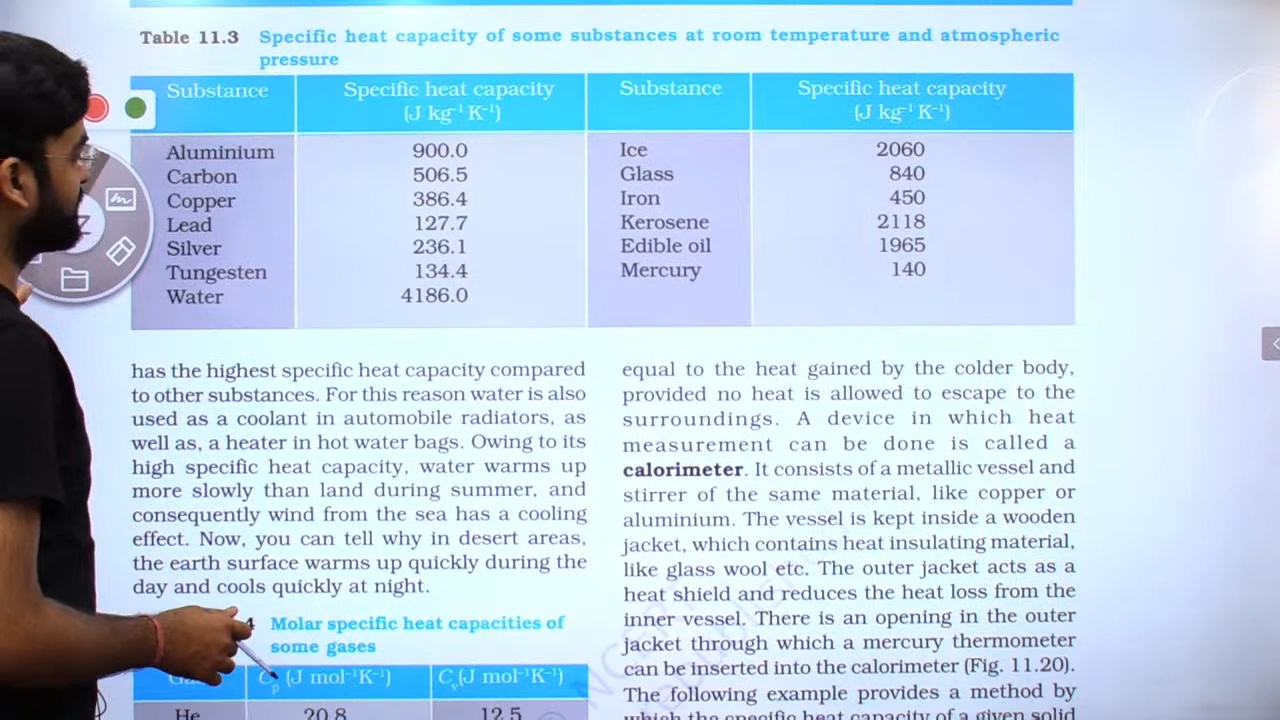 Table 11.3 Specific heat capacity of some substances at room temperature and atmospheric
pressure
Substance Specific heat capacity Substance Specific heat capacity
(J kg⁻¹ K⁻¹) (J kg⁻¹ K⁻¹)
Aluminium 900.0 Ice 2060
Carbon 506.5 Glass 840
Copper 386.4 Iron 450
Lead 127.7 Kerosene 2118
Silver 236.1 Edible oil 1965
Tungesten 134.4 Mercury 140
Water 4186.0
has the highest specific heat capacity compared
to other substances. For this reason water is also
used as a coolant in automobile radiators, as
well as, a heater in hot water bags. Owing to its
high specific heat capacity, water warms up
more slowly than land during summer, and
consequently wind from the sea has a cooling
effect. Now, you can tell why in desert areas,
the earth surface warms up quickly during the
day and cools quickly at night.
4 Molar specific heat capacities of
some gases
Cₚ (J mol⁻¹K⁻¹) Cᵥ(J mol⁻¹K⁻¹)
He 20.8 12.5
equal to the heat gained by the colder body,
provided no heat is allowed to escape to the
surroundings. A device in which heat
measurement can be done is called a
calorimeter. It consists of a metallic vessel and
stirrer of the same material, like copper or
aluminium. The vessel is kept inside a wooden
jacket, which contains heat insulating material,
like glass wool etc. The outer jacket acts as a
heat shield and reduces the heat loss from the
inner vessel. There is an opening in the outer
jacket through which a mercury thermometer
can be inserted into the calorimeter (Fig. 11.20).
The following example provides a method by
which the specific heat capacity of a given solid